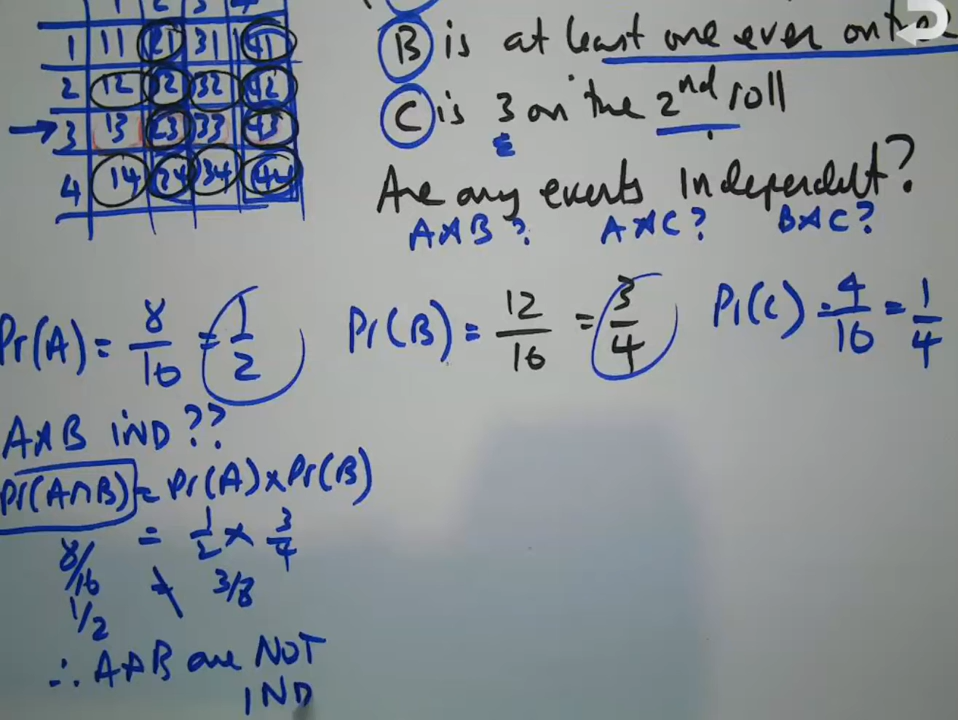 1 2 3 4
1 11 21 31 41
2 12 22 32 42
3 13 23 33 43
4 14 24 34 44
B is at least one even on the
C is 3 on the 2nd roll
Are any events independent?
A & B? A & C? B & C?
Pr(A) = 8/16 = 1/2 Pr(B) = 12/16 = 3/4 Pr(C) = 4/16 = 1/4
A & B IND??
Pr(A∩B) = Pr(A) x Pr(B)
= 1/2 x 3/4
8/16 ≠ 3/8
1/2
∴ A & B are NOT
IND